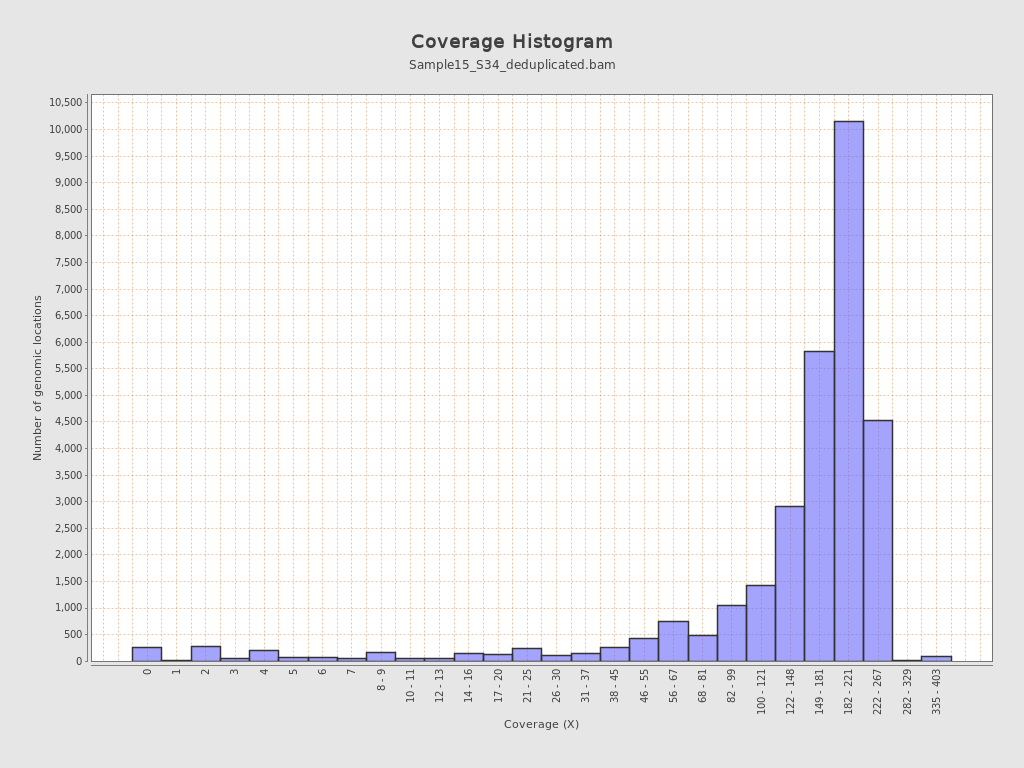 Coverage Histogram
Sample15_S34_deduplicated.bam
10,500
10,000
9,500
9,000
8,500
8,000
7,500
7,000
6,500
6,000
5,500
5,000
4,500
4,000
3,500
3,000
2,500
2,000
1,500
1,000
500
0
Number of genomic locations
0
1
2
3
4
5
6
7
8 - 9
10 - 11
12 - 13
14 - 16
17 - 20
21 - 25
26 - 30
31 - 37
38 - 45
46 - 55
56 - 67
68 - 81
82 - 99
100 - 121
122 - 148
149 - 181
182 - 221
222 - 267
282 - 329
335 - 403
Coverage (X)